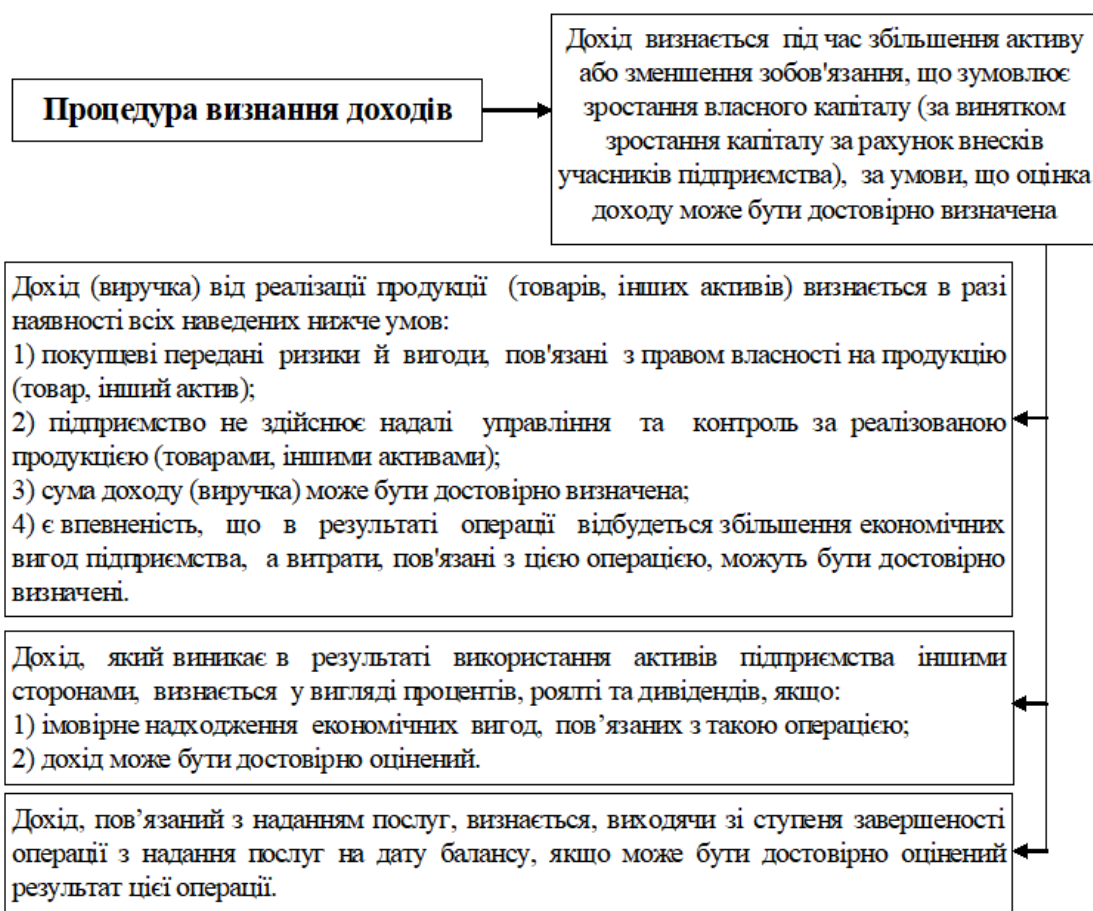 Процедура визнання доходів
Дохід визнається під час збільшення активу
або зменшення зобов'язання, що зумовлює
зростання власного капіталу (за винятком
зростання капіталу за рахунок внесків
учасників підприємства), за умови, що оцінка
доходу може бути достовірно визначена
Дохід (виручка) від реалізації продукції (товарів, інших активів) визнається в разі
наявності всіх наведених нижче умов:
1) покупцеві передані ризики й вигоди, пов'язані з правом власності на продукцію
(товар, інший актив);
2) підприємство не здійснює надалі управління та контроль за реалізованою
продукцією (товарами, іншими активами);
3) сума доходу (виручка) може бути достовірно визначена;
4) є впевненість, що в результаті операції відбудеться збільшення економічних
вигод підприємства, а витрати, пов'язані з цією операцією, можуть бути достовірно
визначені.
Дохід, який виникає в результаті використання активів підприємства іншими
сторонами, визнається у вигляді процентів, роялті та дивідендів, якщо:
1) імовірне надходження економічних вигод, пов’язаних з такою операцією;
2) дохід може бути достовірно оцінений.
Дохід, пов’язаний з наданням послуг, визнається, виходячи зі ступеня завершеності
операції з надання послуг на дату балансу, якщо може бути достовірно оцінений
результат цієї операції.